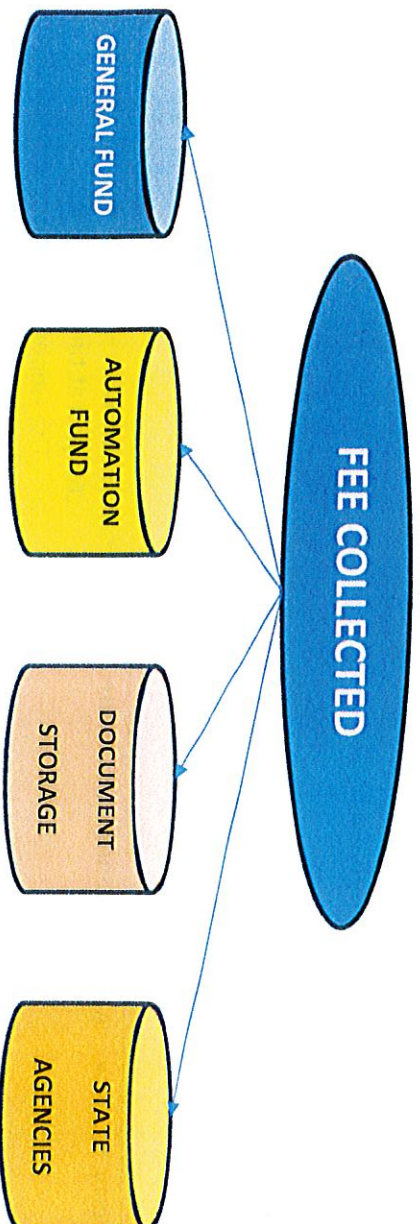 FEE COLLECTED
GENERAL FUND
AUTOMATION
FUND
DOCUMENT
STORAGE
STATE
AGENCIES